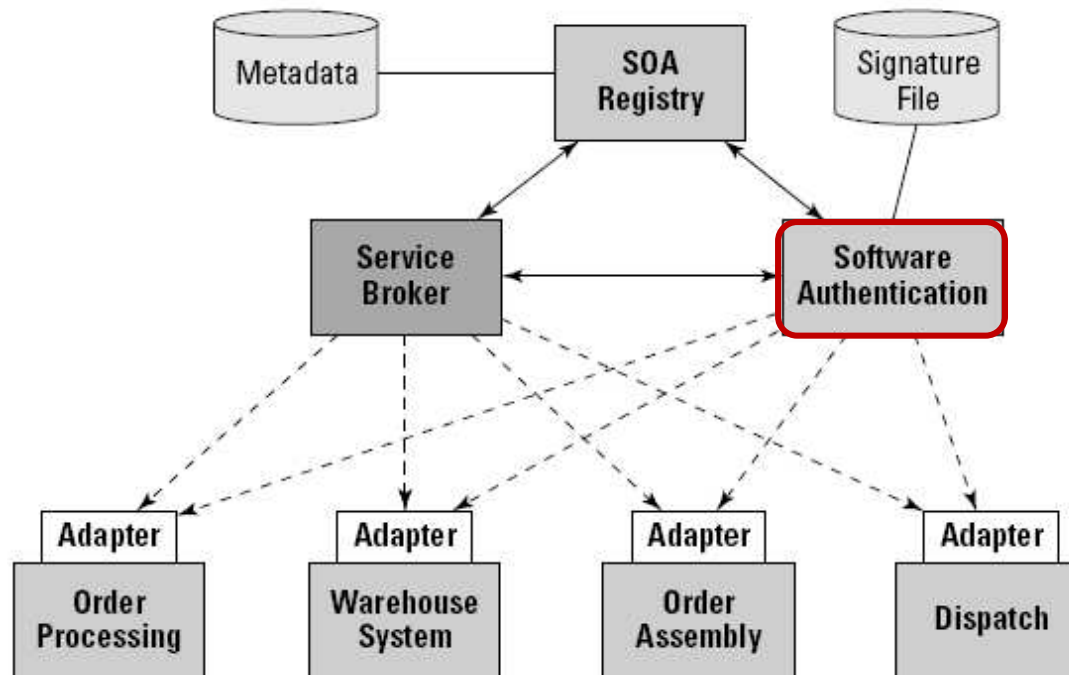 Metadata
SOA
Registry
Signature
File
Service
Broker
Software
Authentication
Adapter
Adapter
Adapter
Adapter
Order
Processing
Warehouse
System
Order
Assembly
Dispatch